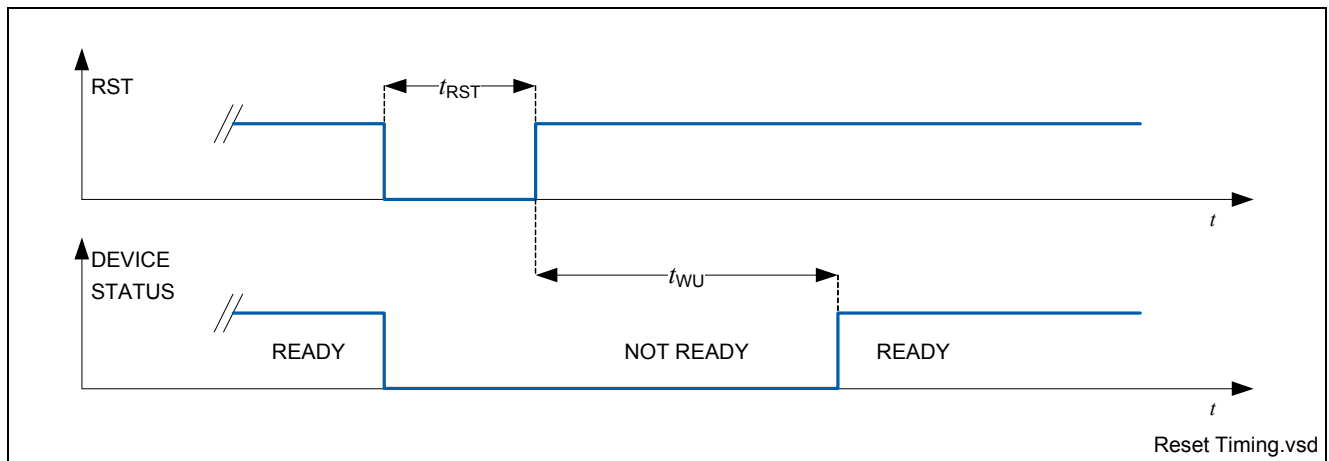 RST
tRST
t
DEVICE
STATUS
tWU
READY
NOT READY
READY
t
Reset Timing.vsd